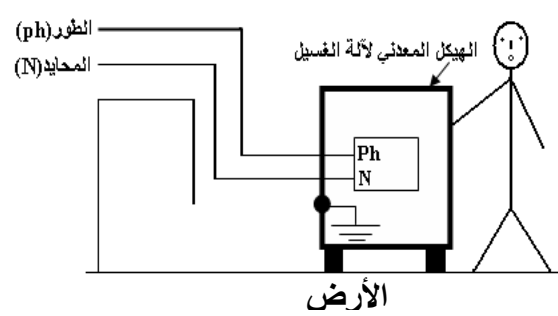 الطور(ph)
المحايد(N)
الهيكل المعدني لآلة الغسيل
Ph
N
الأرض